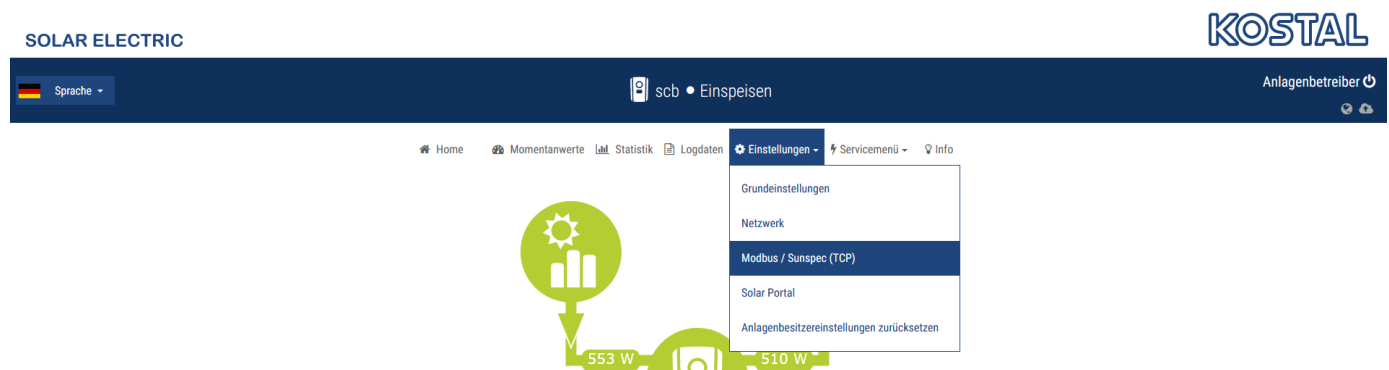 KOSTAL
SOLAR ELECTRIC
Sprache
scb • Einspeisen
Anlagenbetreiber
Home Momentanwerte Statistik Logdaten Einstellungen Servicemenü Info
Grundeinstellungen
Netzwerk
Modbus / Sunspec (TCP)
Solar Portal
Anlagenbesitzereinstellungen zurücksetzen
553 W 510 W